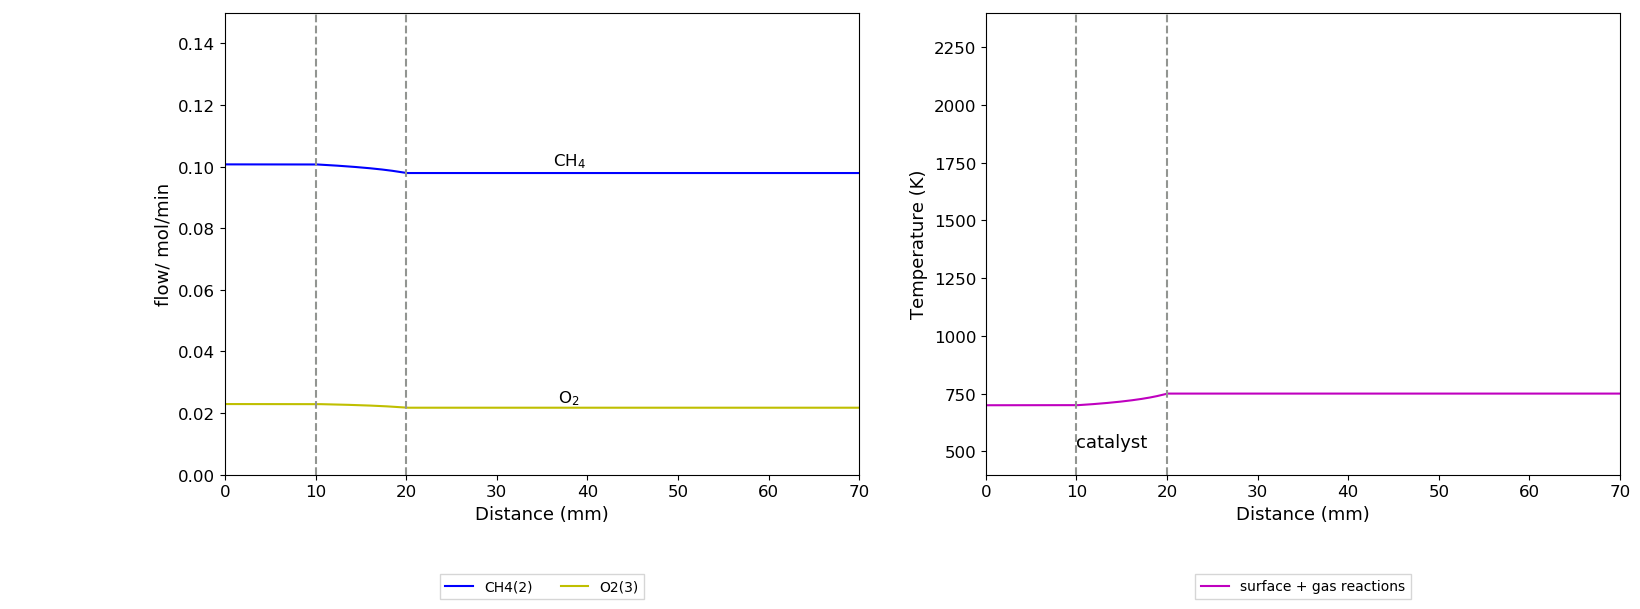 0.14
0.12
0.10
0.08
0.06
0.04
0.02
0.00
flow/ mol/min
CH₄
O₂
0 10 20 30 40 50 60 70
Distance (mm)
CH4(2) O2(3)
2250
2000
1750
1500
1250
1000
750
500
Temperature (K)
catalyst
0 10 20 30 40 50 60 70
Distance (mm)
surface + gas reactions